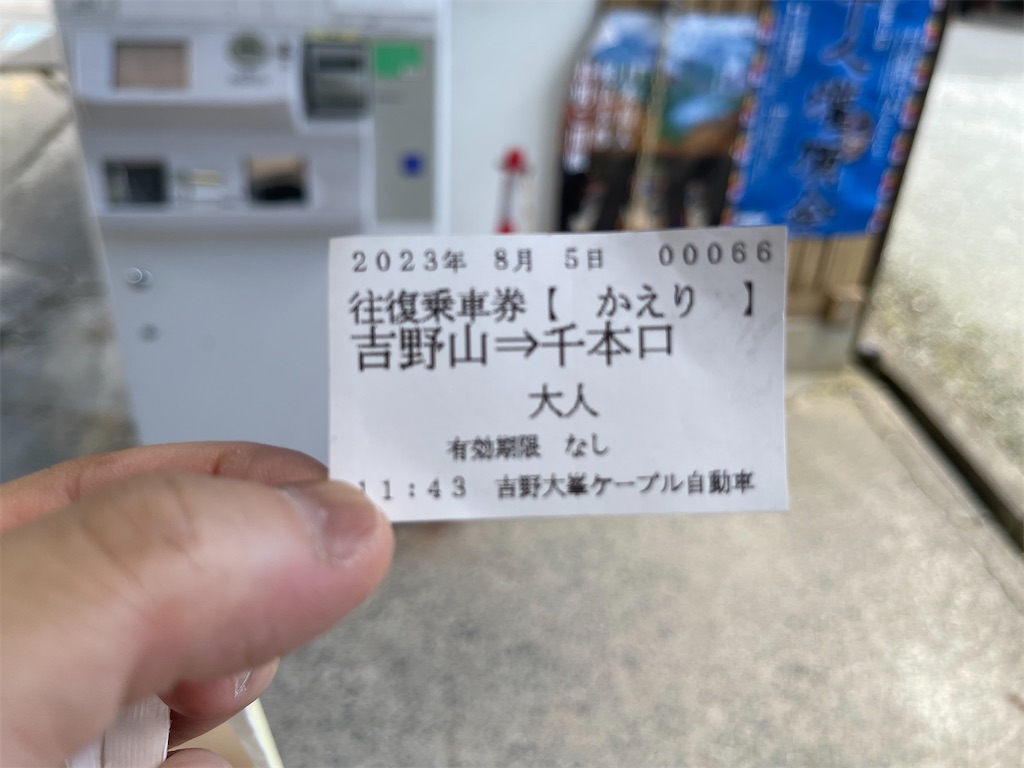 2023年 8月 5日 00066
往復乗車券【 かえり 】
吉野山⇒千本口
大人
有効期限 なし
11:43 吉野大峯ケーブル自動車